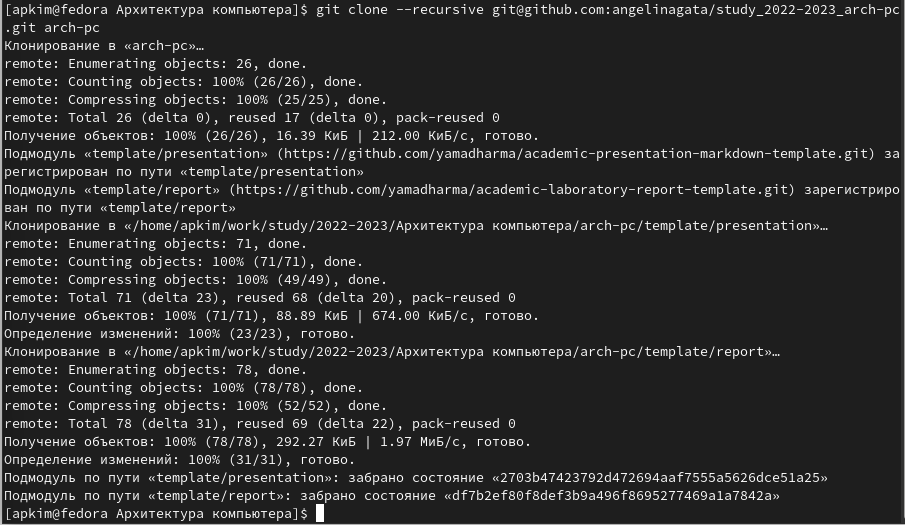 [apkim@fedora Архитектура компьютера]$ git clone --recursive git@github.com:angelinagata/study_2022-2023_arch-pc
.git arch-pc
Клонирование в «arch-pc»…
remote: Enumerating objects: 26, done.
remote: Counting objects: 100% (26/26), done.
remote: Compressing objects: 100% (25/25), done.
remote: Total 26 (delta 0), reused 17 (delta 0), pack-reused 0
Получение объектов: 100% (26/26), 16.39 КиБ | 212.00 КиБ/с, готово.
Подмодуль «template/presentation» (https://github.com/yamadharma/academic-presentation-markdown-template.git) за
регистрирован по пути «template/presentation»
Подмодуль «template/report» (https://github.com/yamadharma/academic-laboratory-report-template.git) зарегистриро
ван по пути «template/report»
Клонирование в «/home/apkim/work/study/2022-2023/Архитектура компьютера/arch-pc/template/presentation»…
remote: Enumerating objects: 71, done.
remote: Counting objects: 100% (71/71), done.
remote: Compressing objects: 100% (49/49), done.
remote: Total 71 (delta 23), reused 68 (delta 20), pack-reused 0
Получение объектов: 100% (71/71), 88.89 КиБ | 674.00 КиБ/с, готово.
Определение изменений: 100% (23/23), готово.
Клонирование в «/home/apkim/work/study/2022-2023/Архитектура компьютера/arch-pc/template/report»…
remote: Enumerating objects: 78, done.
remote: Counting objects: 100% (78/78), done.
remote: Compressing objects: 100% (52/52), done.
remote: Total 78 (delta 31), reused 69 (delta 22), pack-reused 0
Получение объектов: 100% (78/78), 292.27 КиБ | 1.97 МиБ/с, готово.
Определение изменений: 100% (31/31), готово.
Подмодуль по пути «template/presentation»: забрано состояние «2703b47423792d472694aaf7555a5626dce51a25»
Подмодуль по пути «template/report»: забрано состояние «df7b2ef80f8def3b9a496f8695277469a1a7842a»
[apkim@fedora Архитектура компьютера]$